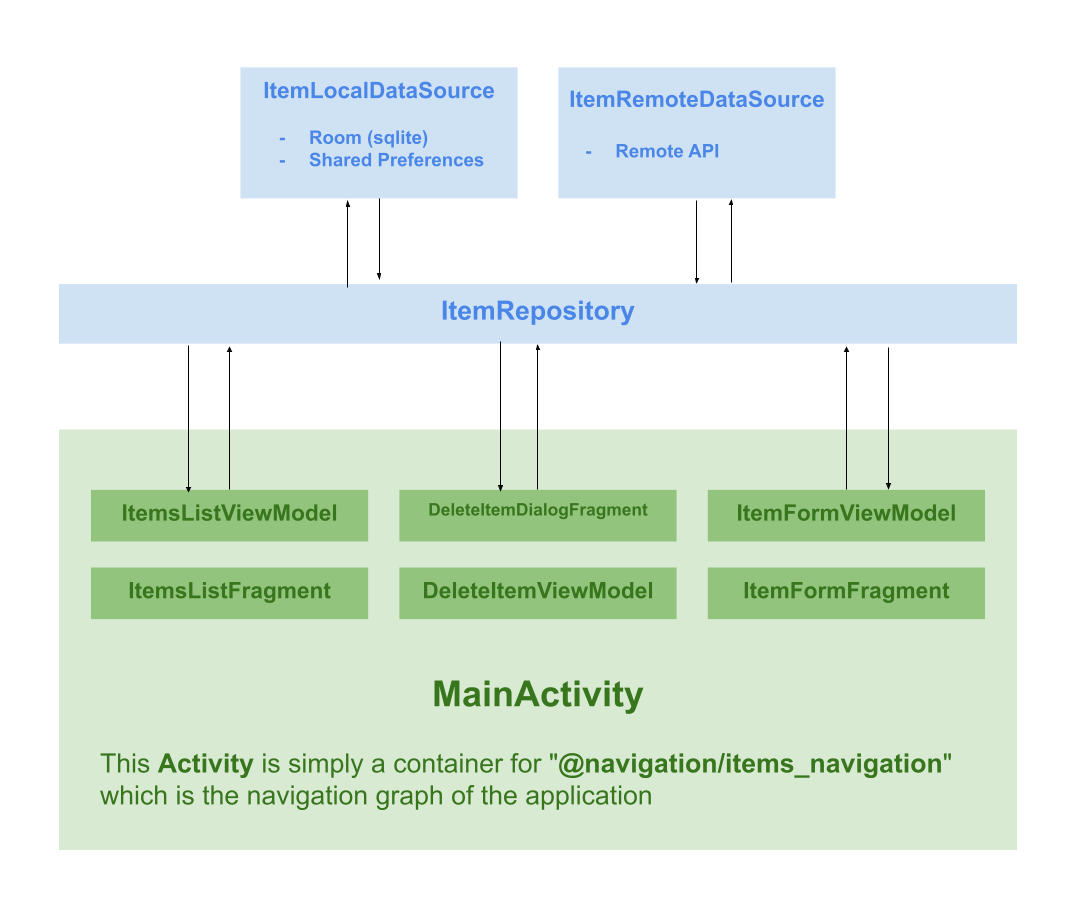 ItemLocalDataSource
- Room (sqlite)
- Shared Preferences
ItemRemoteDataSource
- Remote API
ItemRepository
ItemsListViewModel
DeleteItemDialogFragment
ItemFormViewModel
ItemsListFragment
DeleteItemViewModel
ItemFormFragment
MainActivity
This Activity is simply a container for "@navigation/items_navigation"
which is the navigation graph of the application